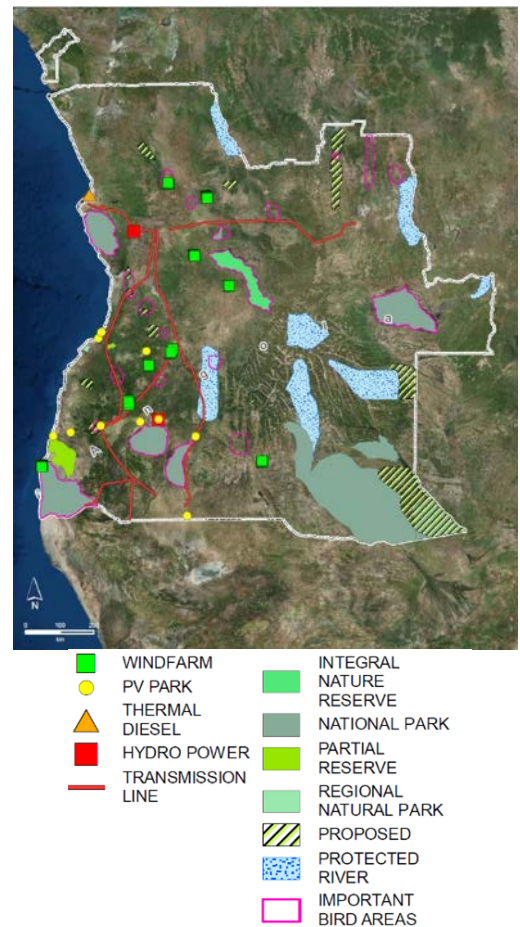 A n g o l a
N
0 100 200
km
WINDFARM
PV PARK
THERMAL
DIESEL
HYDRO POWER
TRANSMISSION
LINE
INTEGRAL
NATURE
RESERVE
NATIONAL PARK
PARTIAL
RESERVE
REGIONAL
NATURAL PARK
PROPOSED
PROTECTED
RIVER
IMPORTANT
BIRD AREAS